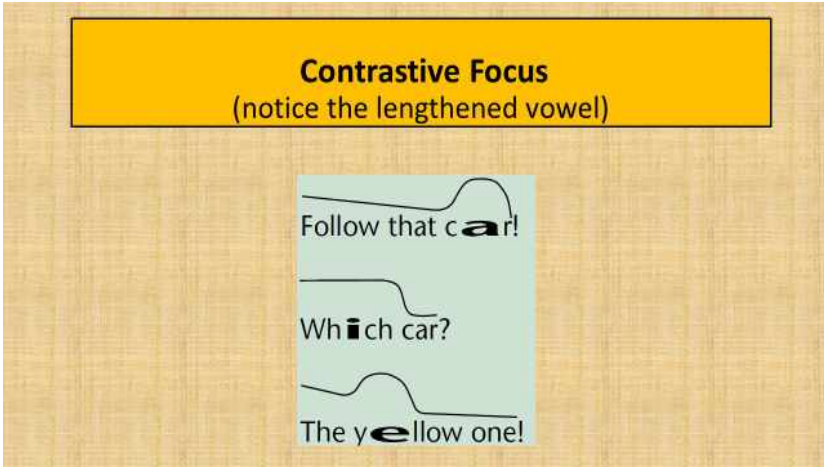 Contrastive Focus
(notice the lengthened vowel)
Follow that car!
Which car?
The yellow one!